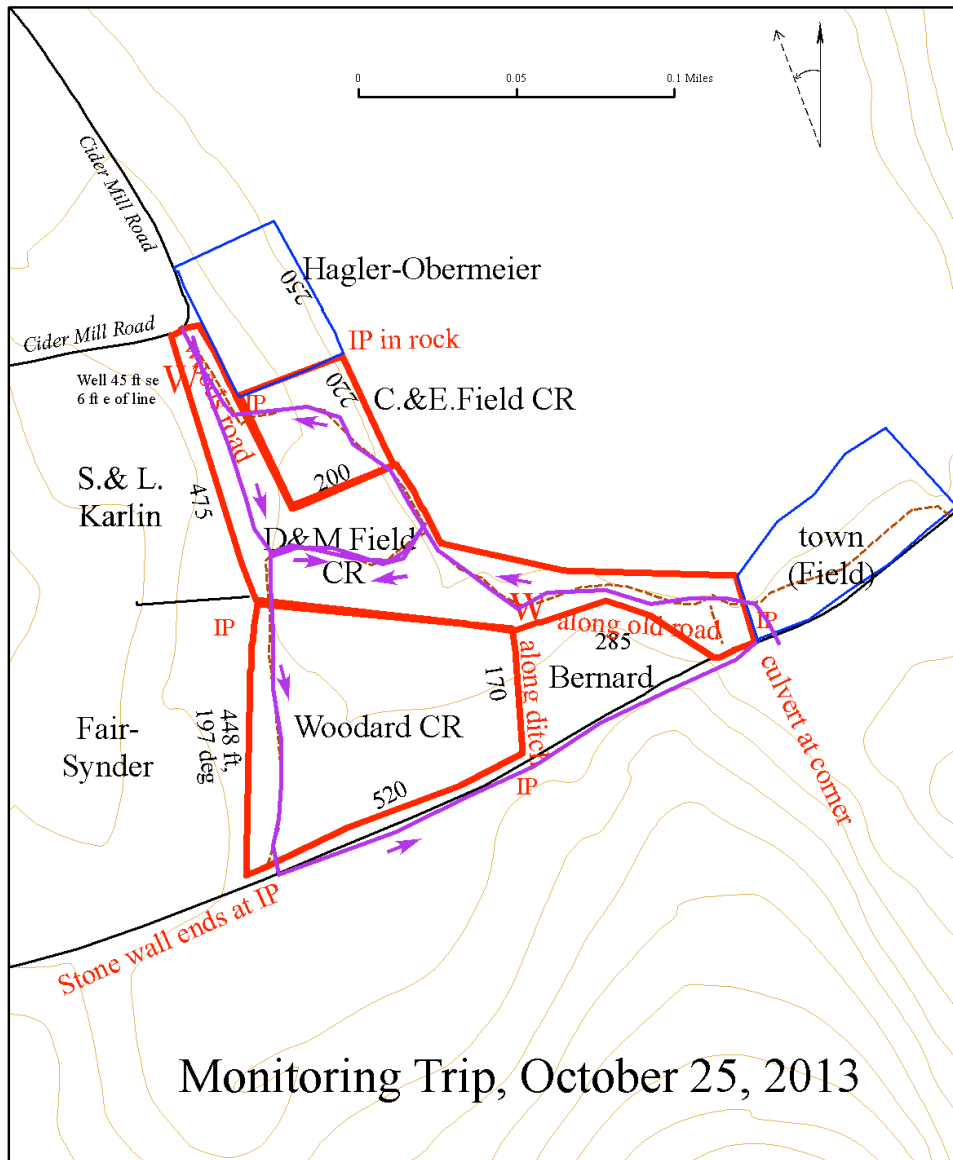 0
0.05
0.1 Miles
Cider Mill Road
Hagler-Obermeier
250
Cider Mill Road
IP in rock
Well 45 ft se
6 ft e of line
W
woods road
IP
220
C.&E.Field CR
S.& L.
Karlin
475
200
D&M Field
CR
town
(Field)
W
IP
along old road
IP
285
170
along ditch
Bernard
culvert at corner
Fair-
Synder
448 ft,
197 deg
Woodard CR
520
IP
Stone wall ends at IP
Monitoring Trip, October 25, 2013